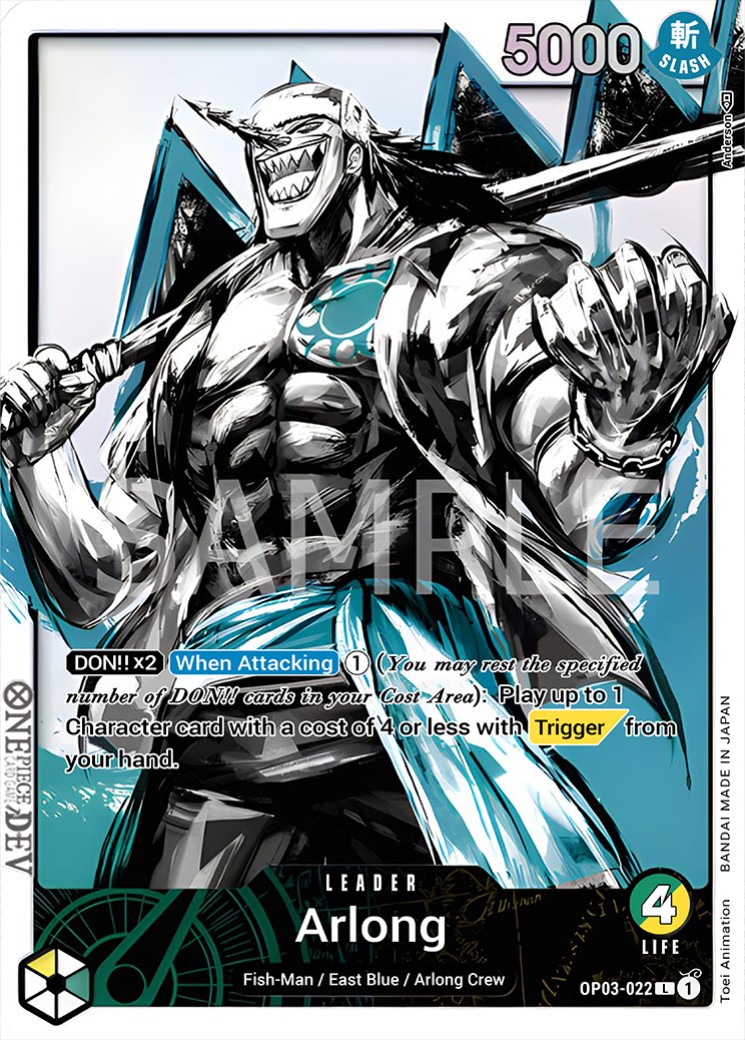 5000
斬
SLASH
Anderson
SAMPLE
DON!! x2 When Attacking 1 (You may rest the specified
number of DON!! cards in your Cost Area): Play up to 1
Character card with a cost of 4 or less with Trigger from
your hand.
ONE PIECE
CARD GAME
/DEV
BANDAI MADE IN JAPAN
Toei Animation
LEADER
Arlong
4
LIFE
Fish-Man / East Blue / Arlong Crew
OP03-022 L 1